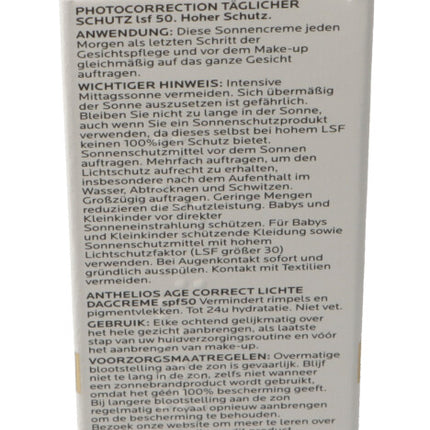 PHOTOCORRECTION TÄGLICHER
SCHUTZ lsf 50. Hoher Schutz.
ANWENDUNG: Diese Sonnencreme jeden
Morgen als letzten Schritt der
Gesichtspflege und vor dem Make-up
gleichmäßig auf das ganze Gesicht
auftragen.
WICHTIGER HINWEIS: Intensive
Mittagssonne vermeiden. Sich übermäßig
der Sonne auszusetzen ist gefährlich.
Bleiben Sie nicht zu lange in der Sonne,
auch wenn Sie ein Sonnenschutzprodukt
verwenden, da dieses selbst bei hohem LSF
keinen 100%igen Schutz bietet.
Sonnenschutzmittel vor dem Sonnen
auftragen. Mehrfach auftragen, um den
Lichtschutz aufrecht zu erhalten,
insbesondere nach dem Aufenthalt im
Wasser, Abtrocknen und Schwitzen.
Großzügig auftragen. Geringe Mengen
reduzieren die Schutzleistung. Babys und
Kleinkinder vor direkter
Sonneneinstrahlung schützen. Für Babys
und Kleinkinder schützende Kleidung sowie
Sonnenschutzmittel mit hohem
Lichtschutzfaktor (LSF größer 30)
verwenden. Bei Augenkontakt sofort und
gründlich ausspülen. Kontakt mit Textilien
vermeiden.
ANTHELIOS AGE CORRECT LICHTE
DAGCREME spf50 Vermindert rimpels en
pigmentvlekken. Tot 24u hydratatie. Niet vet.
GEBRUIK: Elke ochtend gelijkmatig over
het hele gezicht aanbrengen, als laatste
stap van uw huidverzorgingsroutine en vóór
het aanbrengen van make-up.
VOORZORGSMAATREGELEN: Overmatige
blootstelling aan de zon is gevaarlijk. Blijf
niet te lang in de zon, zelfs niet wanneer
een zonnebrandproduct wordt gebruikt,
omdat het géén 100% bescherming geeft.
Bij langere blootstelling aan de zon
regelmatig en royaal opnieuw aanbrengen
om de bescherming te behouden.
Bezoek onze website om meer te leren over